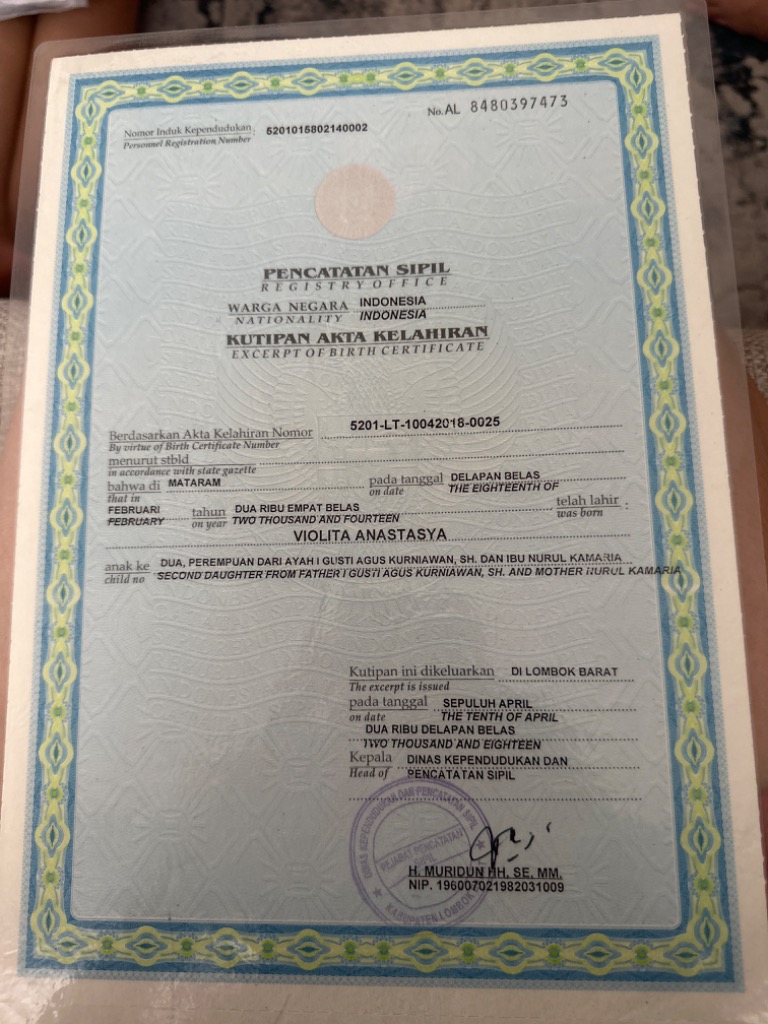 No. AL 8480397473
Nomor Induk Kependudukan : 5201015802140002
Personnel Registration Number
PENCATATAN SIPIL
REGISTRY OFFICE
WARGA NEGARA INDONESIA
NATIONALITY INDONESIA
KUTIPAN AKTA KELAHIRAN
EXCERPT OF BIRTH CERTIFICATE
Berdasarkan Akta Kelahiran Nomor 5201-LT-10042018-0025
By virtue of Birth Certificate Number
menurut stbld
in accordance with state gazette
bahwa di MATARAM pada tanggal DELAPAN BELAS
that in on date THE EIGHTEENTH OF
FEBRUARI tahun DUA RIBU EMPAT BELAS telah lahir :
FEBRUARY on year TWO THOUSAND AND FOURTEEN was born
VIOLITA ANASTASYA
anak ke DUA, PEREMPUAN DARI AYAH I GUSTI AGUS KURNIAWAN, SH. DAN IBU NURUL KAMARIA
child no SECOND DAUGHTER FROM FATHER I GUSTI AGUS KURNIAWAN, SH. AND MOTHER NURUL KAMARIA
Kutipan ini dikeluarkan DI LOMBOK BARAT
The excerpt is issued
pada tanggal SEPULUH APRIL
on date THE TENTH OF APRIL
DUA RIBU DELAPAN BELAS
TWO THOUSAND AND EIGHTEEN
Kepala DINAS KEPENDUDUKAN DAN
Head of PENCATATAN SIPIL
DINAS KEPENDUDUKAN DAN PENCATATAN SIPIL
PEJABAT PENCATATAN
SIPIL
KABUPATEN LOMBOK
H. MURIDUN HH, SE, MM.
NIP. 196007021982031009